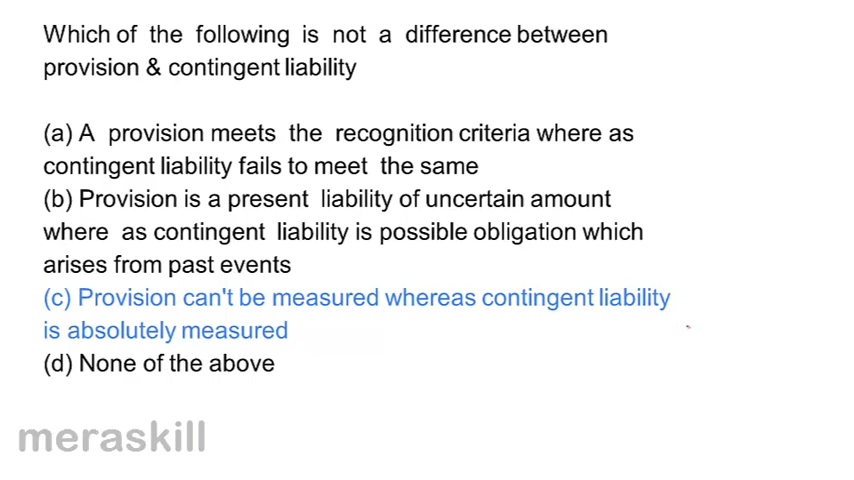 Which of the following is not a difference between
provision & contingent liability
(a) A provision meets the recognition criteria where as
contingent liability fails to meet the same
(b) Provision is a present liability of uncertain amount
where as contingent liability is possible obligation which
arises from past events
(c) Provision can't be measured whereas contingent liability
is absolutely measured
(d) None of the above
meraskill